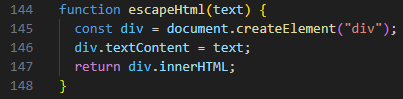 144 function escapeHtml(text) {
145   const div = document.createElement("div");
146   div.textContent = text;
147   return div.innerHTML;
148 }